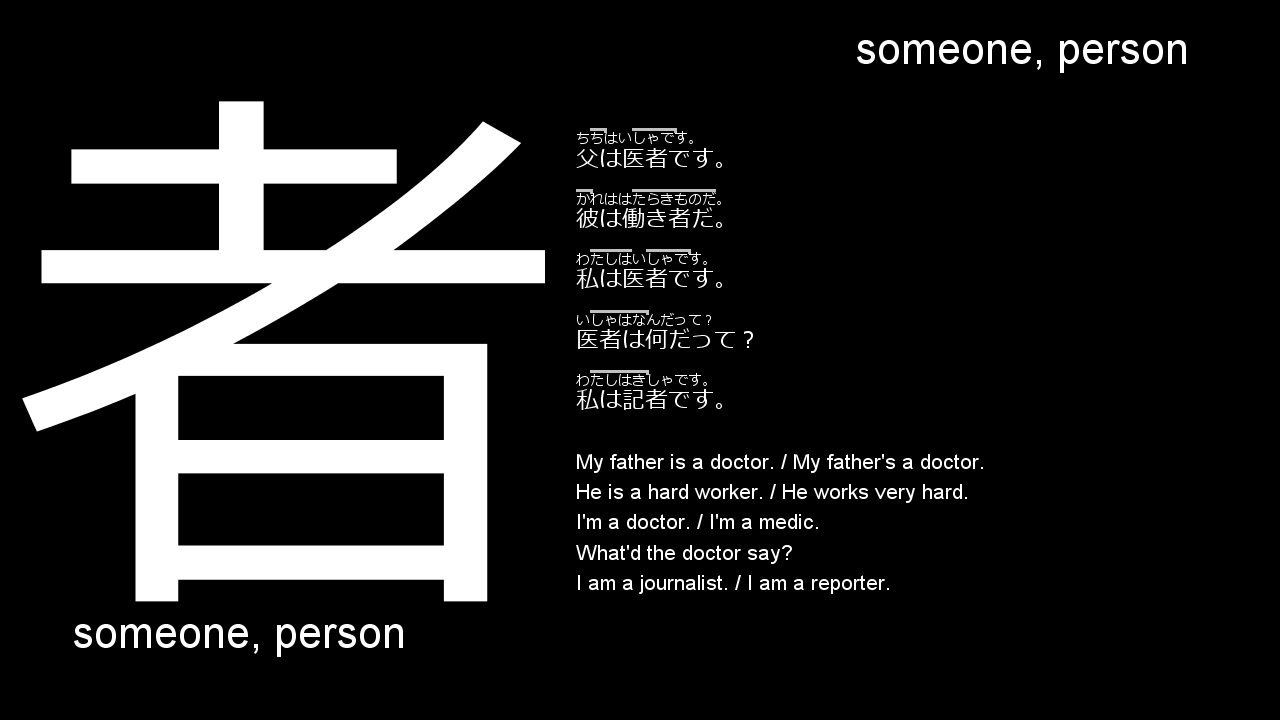 someone, person
者
someone, person
ちちはいしゃです。
父は医者です。
かれははたらきものだ。
彼は働き者だ。
わたしはいしゃです。
私は医者です。
いしゃはなんだって？
医者は何だって？
わたしはきしゃです。
私は記者です。
My father is a doctor. / My father's a doctor.
He is a hard worker. / He works very hard.
I'm a doctor. / I'm a medic.
What'd the doctor say?
I am a journalist. / I am a reporter.